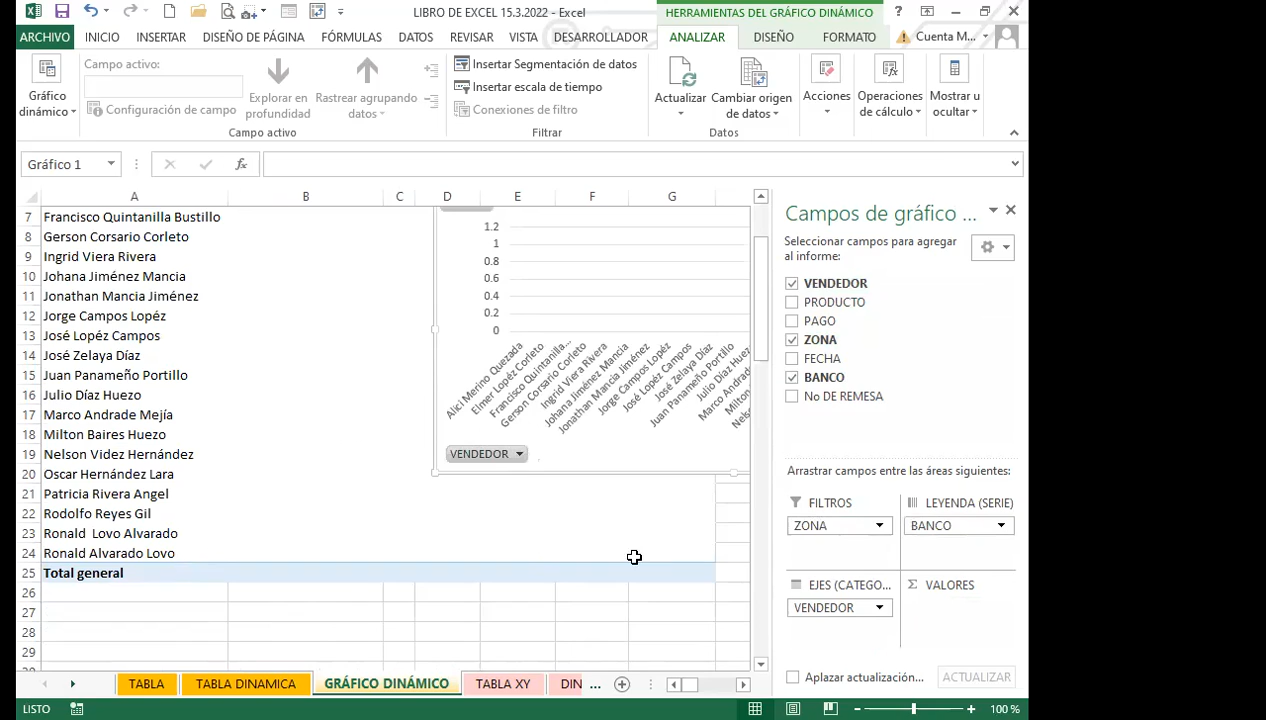 LIBRO DE EXCEL 15.3.2022 - Excel
HERRAMIENTAS DEL GRÁFICO DINÁMICO
ARCHIVO INICIO INSERTAR DISEÑO DE PÁGINA FÓRMULAS DATOS REVISAR VISTA DESARROLLADOR ANALIZAR DISEÑO FORMATO Cuenta M...
Gráfico dinámico
Campo activo:
Configuración de campo
Explorar en profundidad
Rastrear agrupando datos
Campo activo
Insertar Segmentación de datos
Insertar escala de tiempo
Conexiones de filtro
Filtrar
Actualizar
Cambiar origen de datos
Datos
Acciones
Operaciones de cálculo
Mostrar u ocultar
Gráfico 1
fx
A B C D E F G
7 Francisco Quintanilla Bustillo
8 Gerson Corsario Corleto
9 Ingrid Viera Rivera
10 Johana Jiménez Mancia
11 Jonathan Mancia Jiménez
12 Jorge Campos Lopéz
13 José Lopéz Campos
14 José Zelaya Díaz
15 Juan Panameño Portillo
16 Julio Díaz Huezo
17 Marco Andrade Mejía
18 Milton Baires Huezo
19 Nelson Videz Hernández
20 Oscar Hernández Lara
21 Patricia Rivera Angel
22 Rodolfo Reyes Gil
23 Ronald Lovo Alvarado
24 Ronald Alvarado Lovo
25 Total general
26
27
28
29
1.2
1
0.8
0.6
0.4
0.2
0
Alici Merino Quezada
Elmer Lopéz Corleto
Francisco Quintanilla...
Gerson Corsario Corleto
Ingrid Viera Rivera
Johana Jiménez Mancia
Jonathan Mancia Jiménez
Jorge Campos Lopéz
José Lopéz Campos
José Zelaya Díaz
Juan Panameño Portillo
Julio Díaz Huez
Marco Andrade
Milton
Nels
VENDEDOR
Campos de gráfico ...
Seleccionar campos para agregar
al informe:
VENDEDOR
PRODUCTO
PAGO
ZONA
FECHA
BANCO
No DE REMESA
Arrastrar campos entre las áreas siguientes:
FILTROS
ZONA
LEYENDA (SERIE)
BANCO
EJES (CATEGO...
VENDEDOR
VALORES
Aplazar actualización...
ACTUALIZAR
TABLA TABLA DINAMICA GRÁFICO DINÁMICO TABLA XY DIN ...
LISTO
100 %